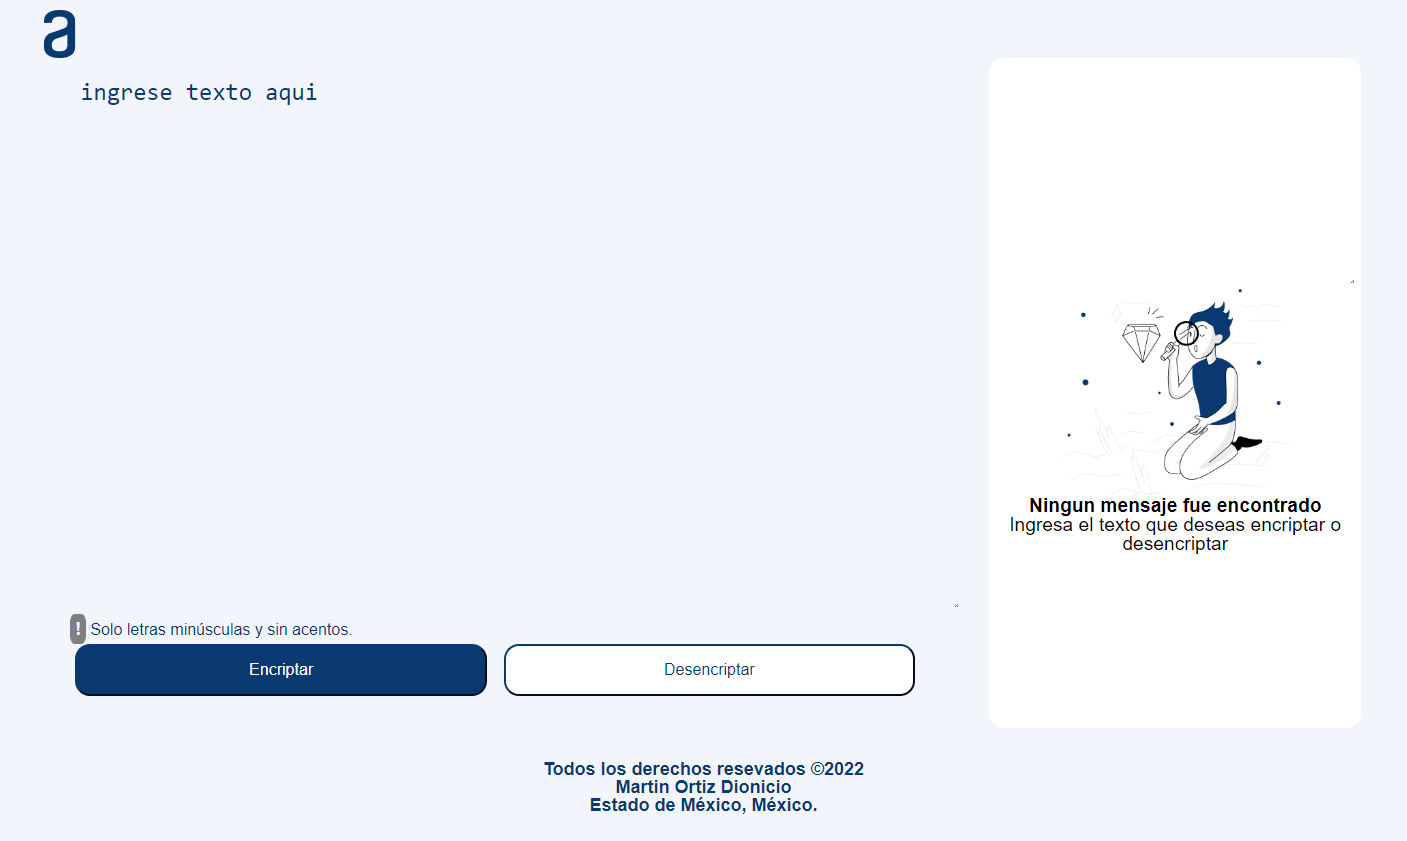 a
ingrese texto aqui
Ningun mensaje fue encontrado
Ingresa el texto que deseas encriptar o
desencriptar
! Solo letras minúsculas y sin acentos.
Encriptar
Desencriptar
Todos los derechos resevados ©2022
Martin Ortiz Dionicio
Estado de México, México.